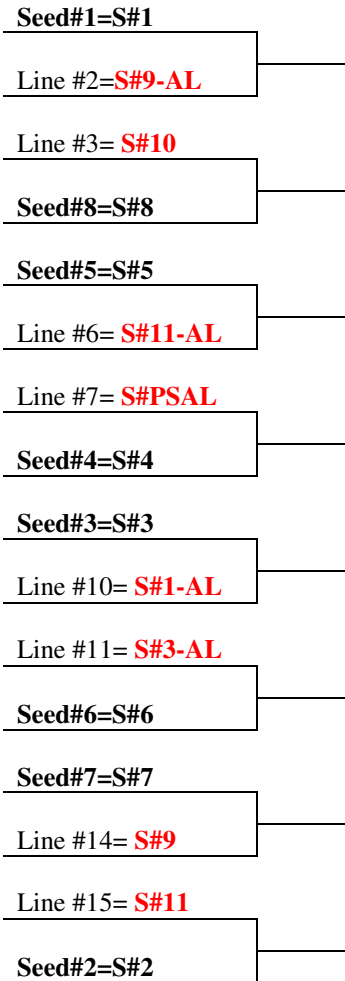 Seed#1=S#1
Line #2=S#9-AL
Line #3= S#10
Seed#8=S#8
Seed#5=S#5
Line #6= S#11-AL
Line #7= S#PSAL
Seed#4=S#4
Seed#3=S#3
Line #10= S#1-AL
Line #11= S#3-AL
Seed#6=S#6
Seed#7=S#7
Line #14= S#9
Line #15= S#11
Seed#2=S#2